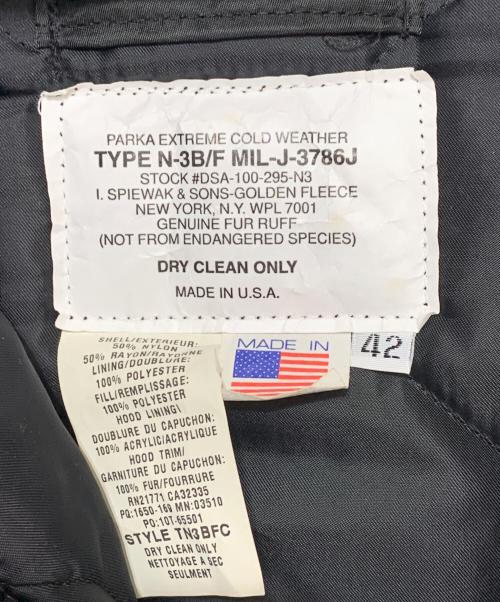 PARKA EXTREME COLD WEATHER
TYPE N-3B/F MIL-J-3786J
STOCK #DSA-100-295-N3
I. SPIEWAK & SONS-GOLDEN FLEECE
NEW YORK, N.Y. WPL 7001
GENUINE FUR RUFF
(NOT FROM ENDANGERED SPECIES)
DRY CLEAN ONLY
MADE IN U.S.A.
MADE IN
42
SHELL/EXTERIEUR:
50% NYLON
50% RAYON/RAYONNE
LINING/DOUBLURE:
100% POLYESTER
FILL/REMPLISSAGE:
100% POLYESTER
HOOD LINING/
DOUBLURE DU CAPUCHON:
100% ACRYLIC/ACRYLIQUE
HOOD TRIM/
GARNITURE DU CAPUCHON:
100% FUR/FOURRURE
RN21771 CA32335
PQ:1650-168 MN:03510
PO:10T-65501
STYLE TN3BFC
DRY CLEAN ONLY
NETTOYAGE A SEC
SEULMENT